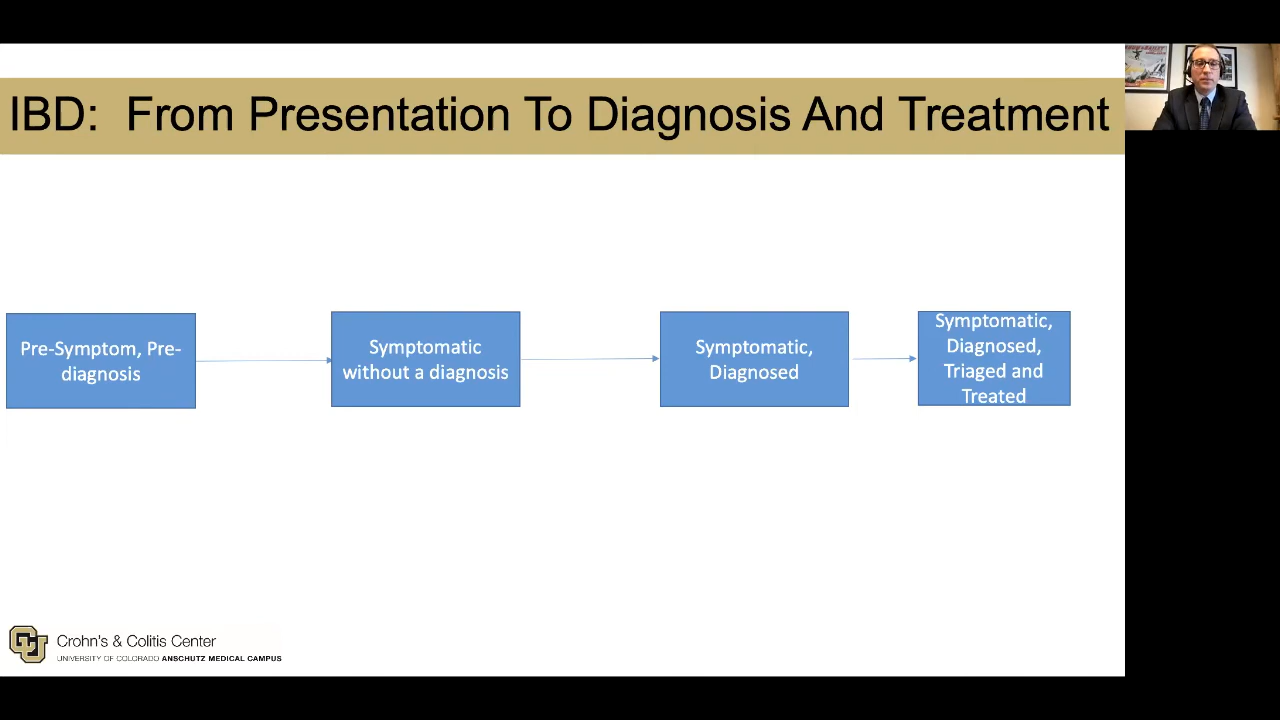 IBD: From Presentation To Diagnosis And Treatment
Pre-Symptom, Pre-
diagnosis
Symptomatic
without a diagnosis
Symptomatic,
Diagnosed
Symptomatic,
Diagnosed,
Triaged and
Treated
CU
Crohn's & Colitis Center
UNIVERSITY OF COLORADO ANSCHUTZ MEDICAL CAMPUS